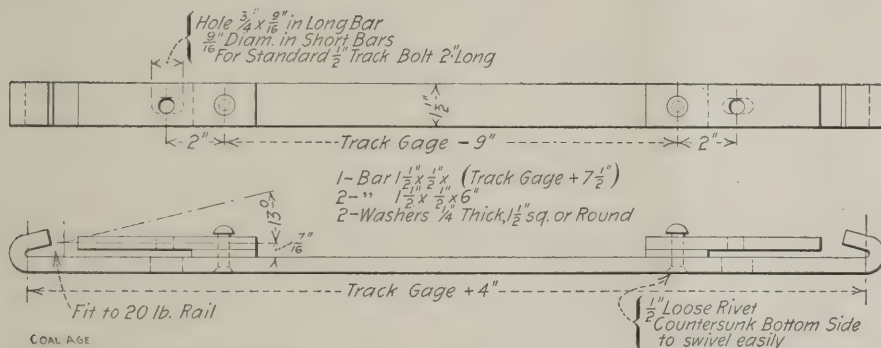 Hole 3/4" x 9/16" in Long Bar
9/16" Diam. in Short Bars
For Standard 1/2" Track Bolt 2" Long
1 1/2"
2"
Track Gage - 9"
2"
1- Bar 1 1/2" x 1/2" x (Track Gage + 7 1/2")
2- " 1 1/2" x 1/2" x 6"
2- Washers 1/4" Thick, 1 1/2" sq. or Round
13°
7/16"
Track Gage + 4"
Fit to 20 lb. Rail
1/2" Loose Rivet
Countersunk Bottom Side
to swivel easily
COAL AGE